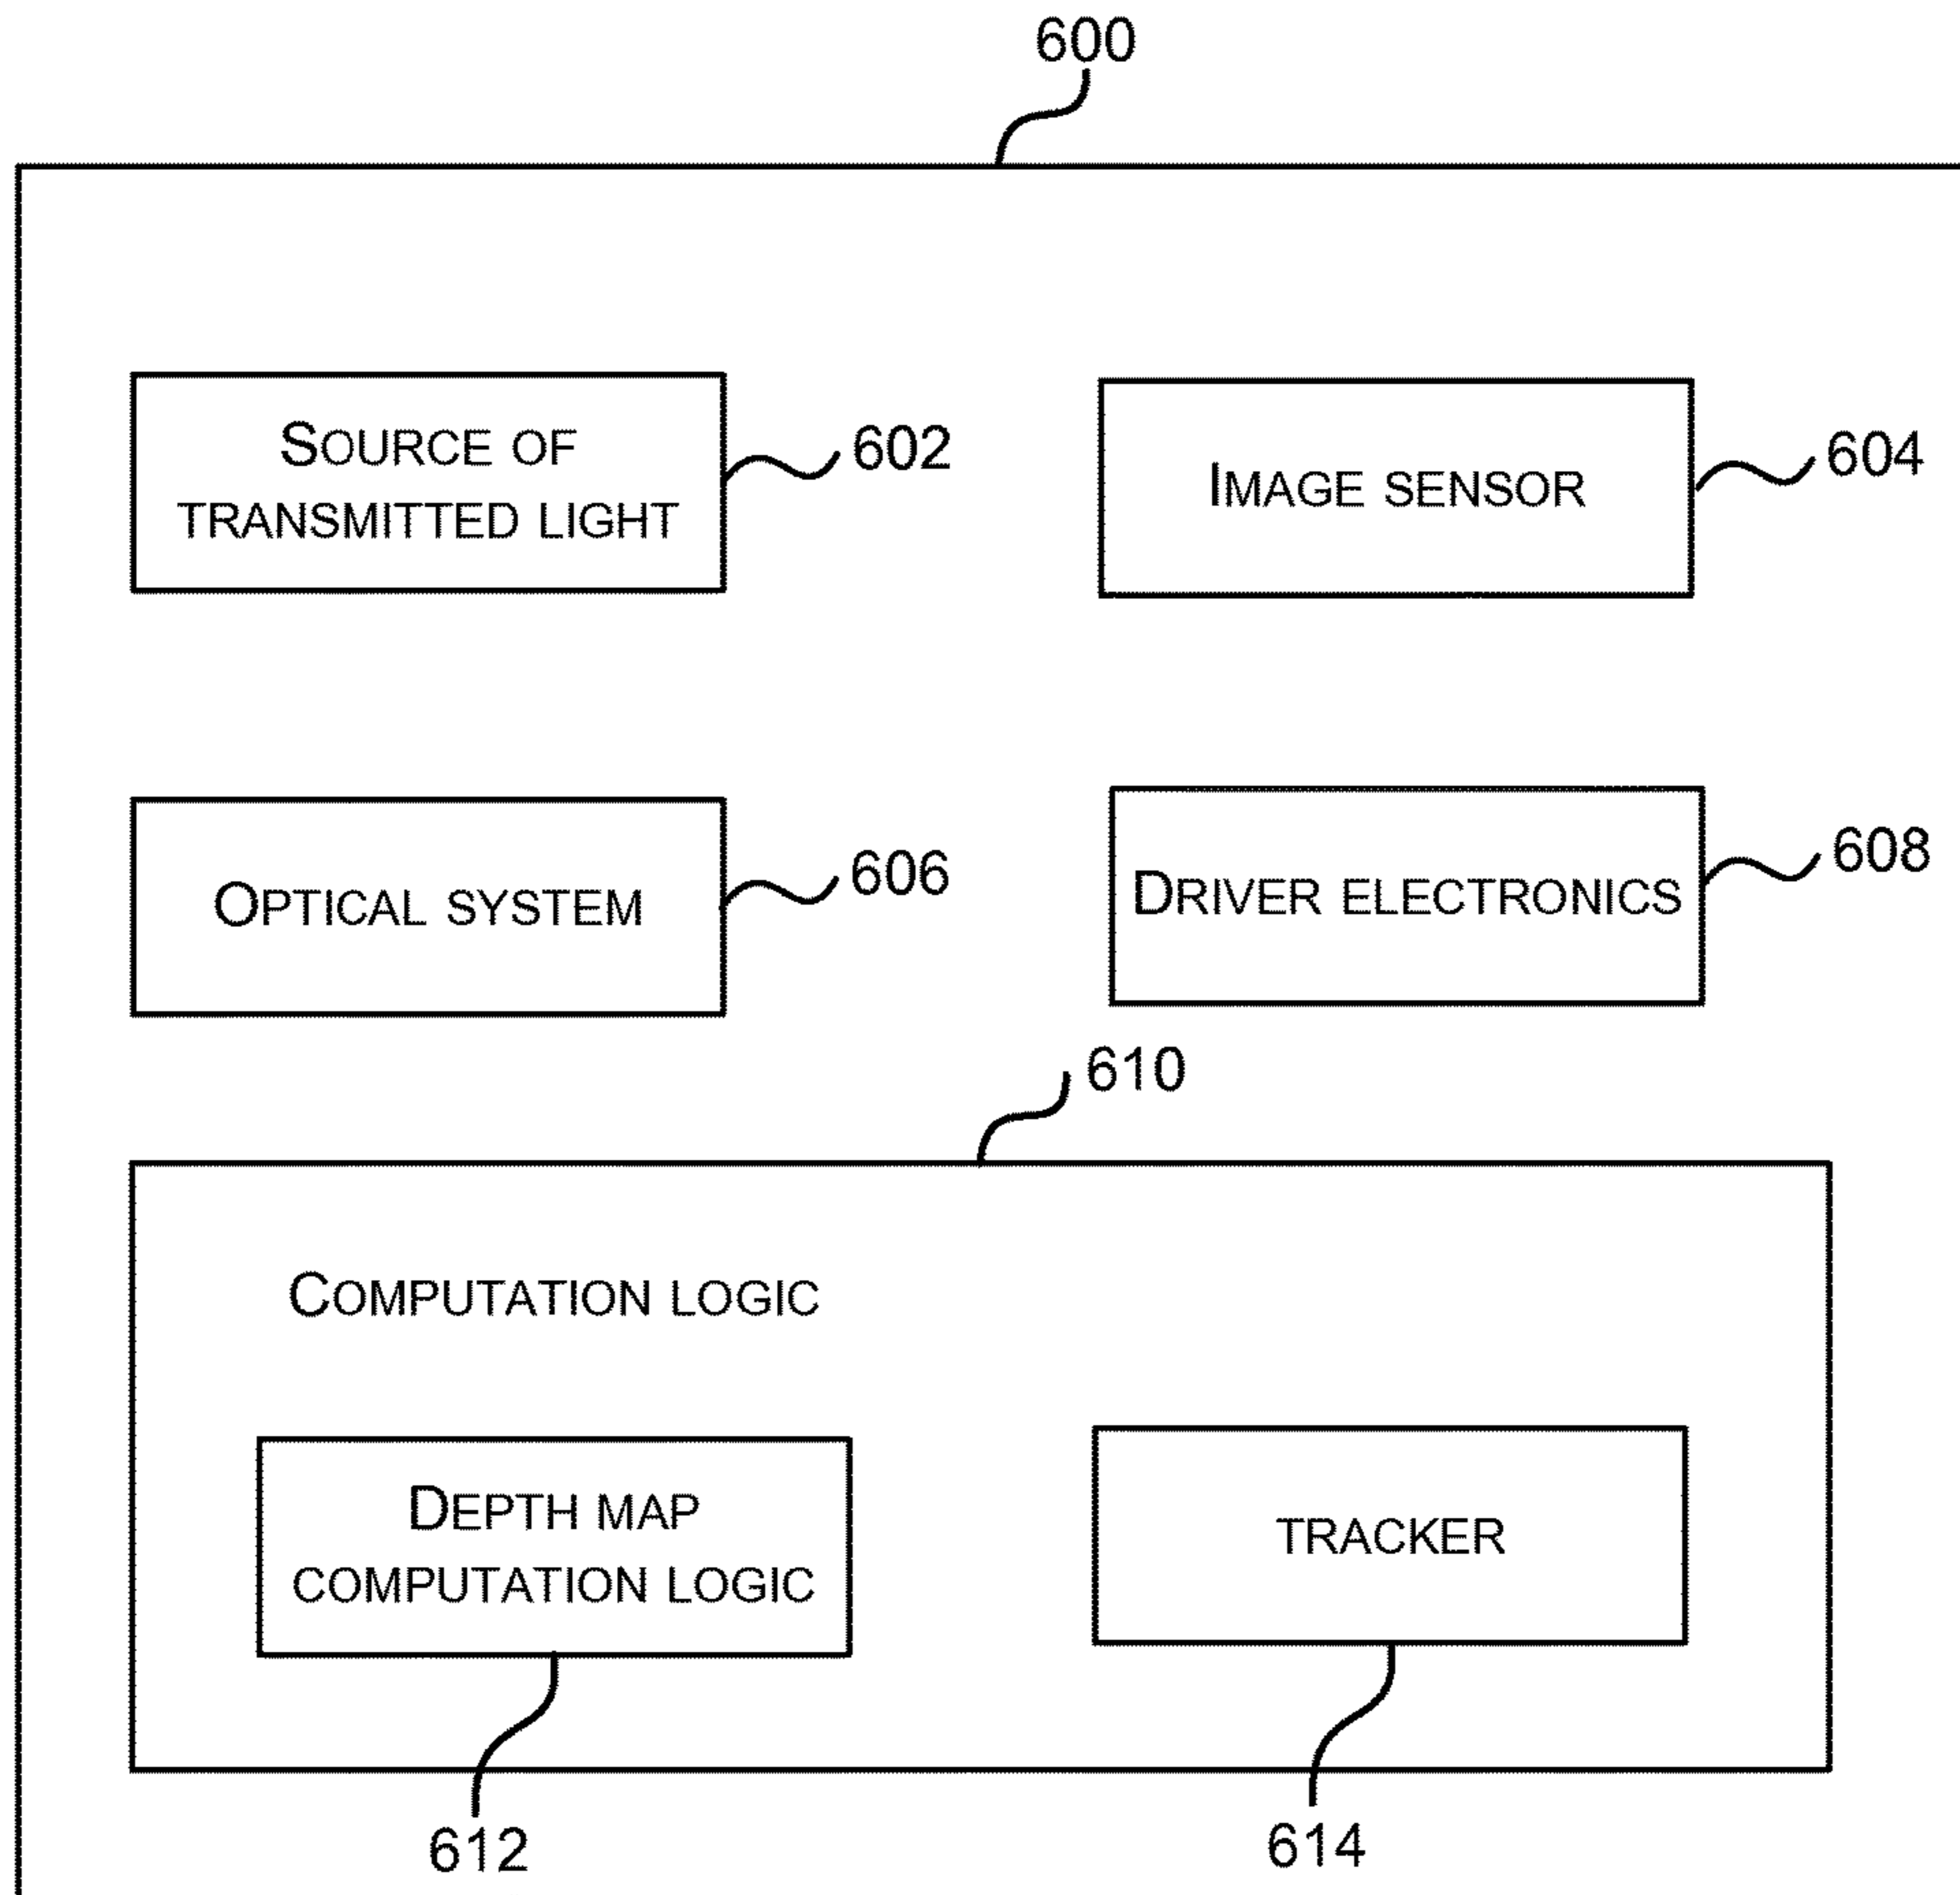 600
SOURCE OF
TRANSMITTED LIGHT
602
IMAGE SENSOR
604
OPTICAL SYSTEM
606
DRIVER ELECTRONICS
608
610
COMPUTATION LOGIC
DEPTH MAP
COMPUTATION LOGIC
TRACKER
612
614